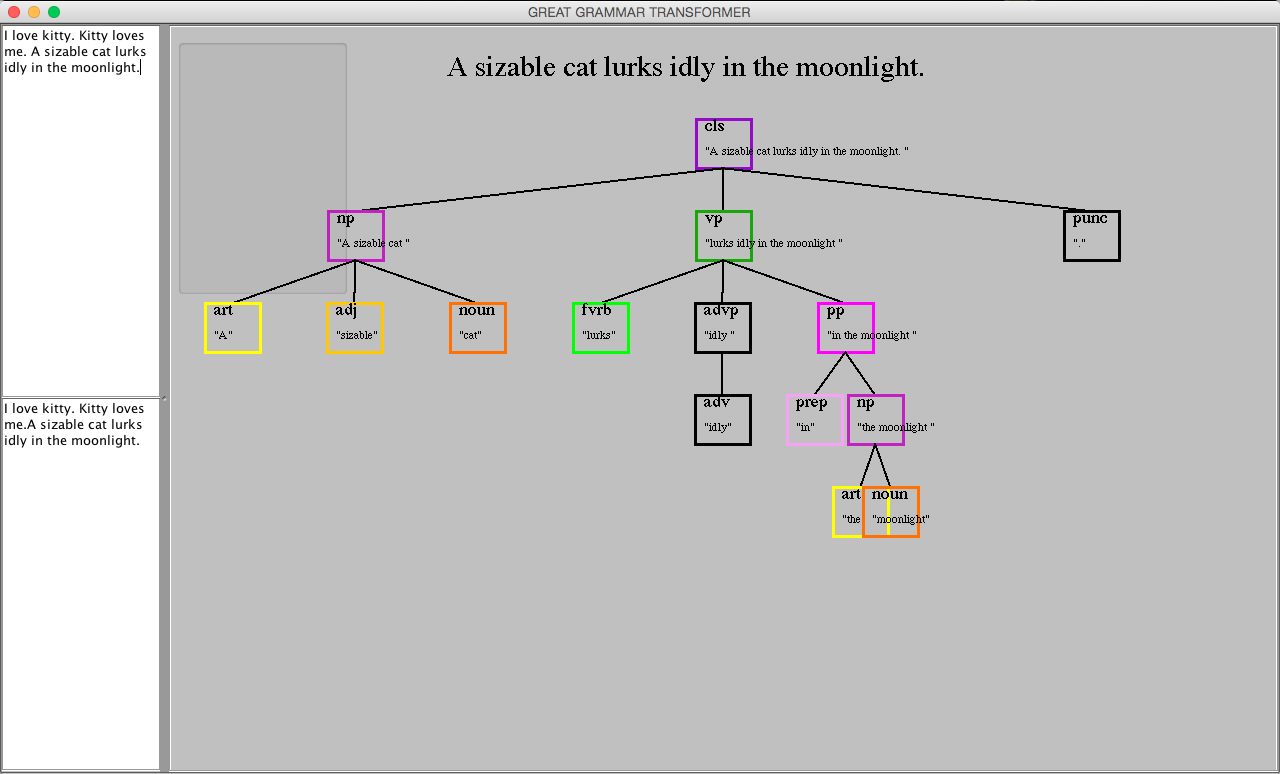 GREAT GRAMMAR TRANSFORMER
I love kitty. Kitty loves
me. A sizable cat lurks
idly in the moonlight.
I love kitty. Kitty loves
me.A sizable cat lurks
idly in the moonlight.
A sizable cat lurks idly in the moonlight.
cls
"A sizable cat lurks idly in the moonlight. "
np
"A sizable cat "
vp
"lurks idly in the moonlight "
punc
"."
art
"A"
adj
"sizable"
noun
"cat"
fvrb
"lurks"
advp
"idly "
pp
"in the moonlight "
adv
"idly"
prep
"in"
np
"the moonlight "
art
"the
noun
"moonlight"